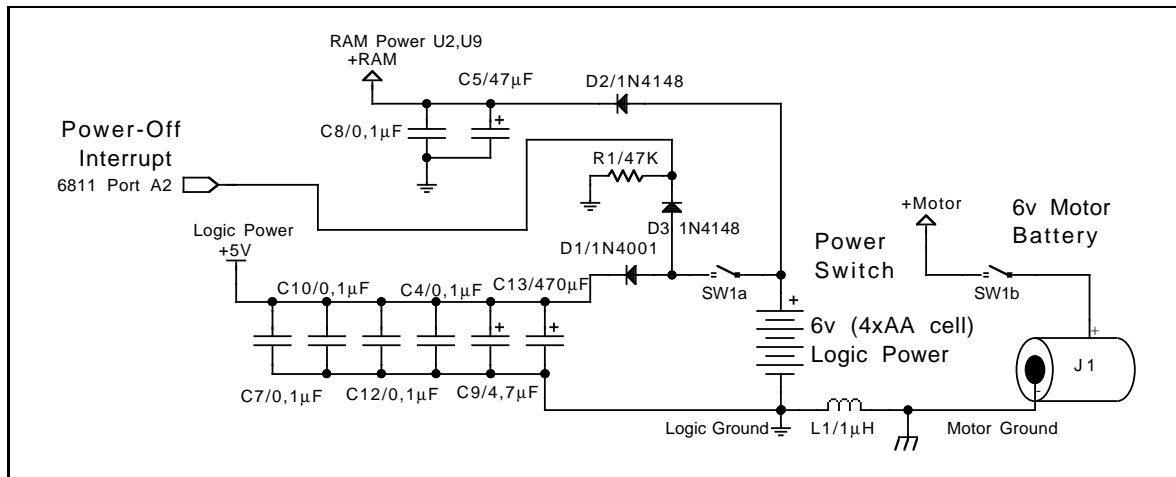 RAM Power U2,U9
+RAM
C5/47µF
D2/1N4148
C8/0,1µF
+
Power-Off
Interrupt
6811 Port A2
R1/47K
D3 1N4148
Logic Power
+5V
D1/1N4001
C10/0,1µF
C4/0,1µF
C13/470µF
SW1a
Power
Switch
+Motor
6v Motor
Battery
SW1b
+
+
+
6v (4xAA cell)
Logic Power
+
J1
-
C7/0,1µF
C12/0,1µF
C9/4,7µF
Logic Ground
L1/1µH
Motor Ground